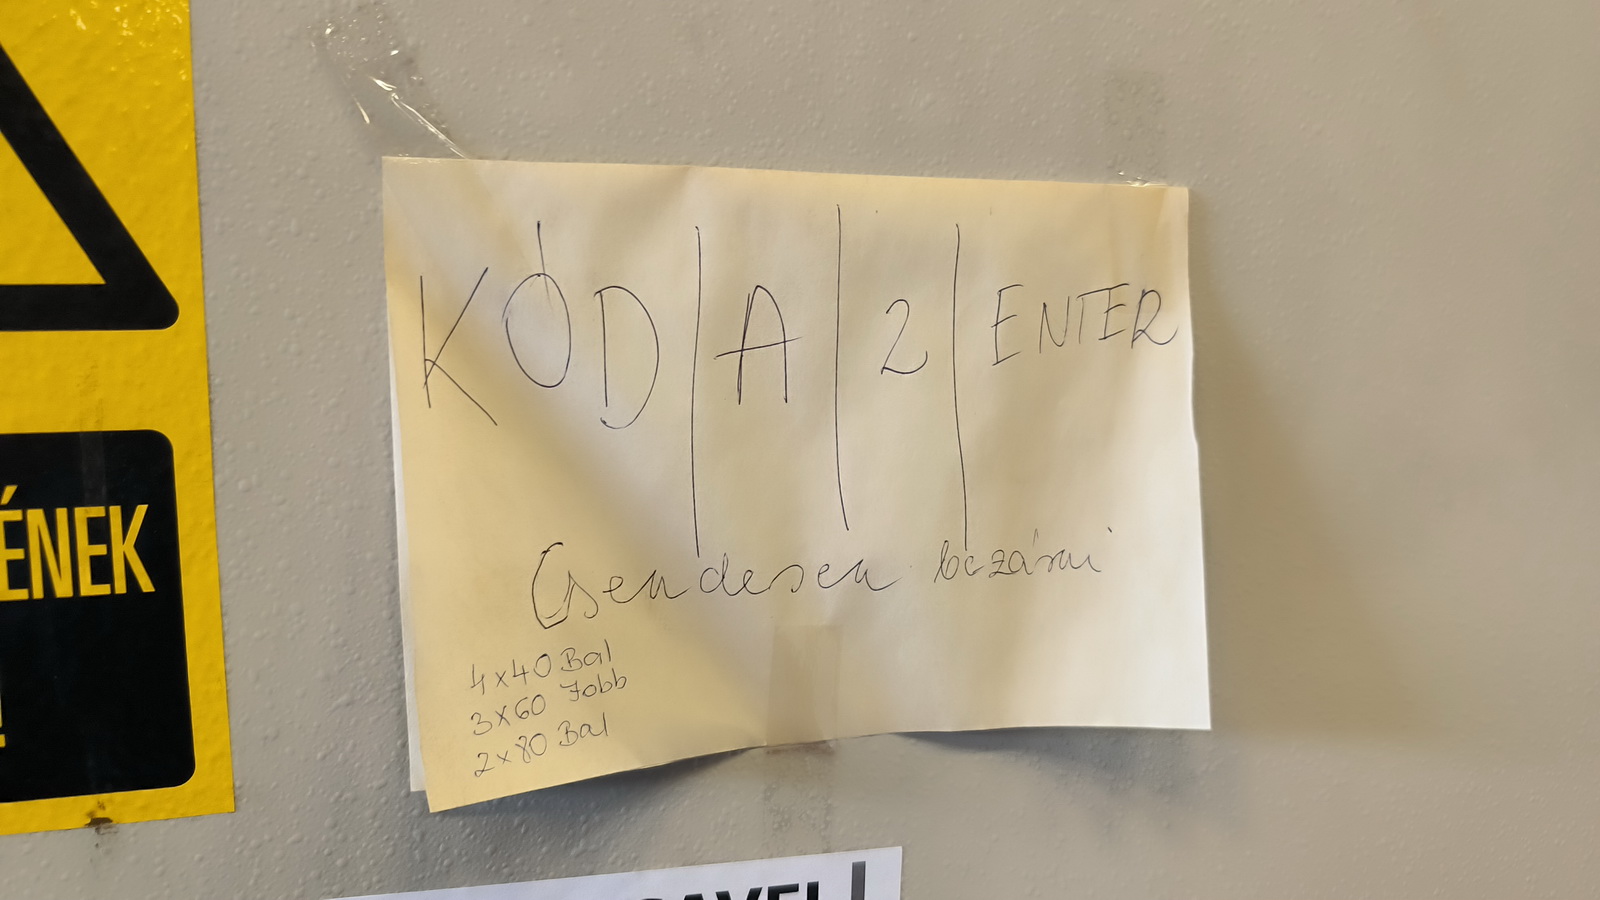 KÓD | A | 2 | ENTER
Csendesen bezárni
4x40 Bal
3x60 Jobb
2x80 Bal
ÉNEK
!